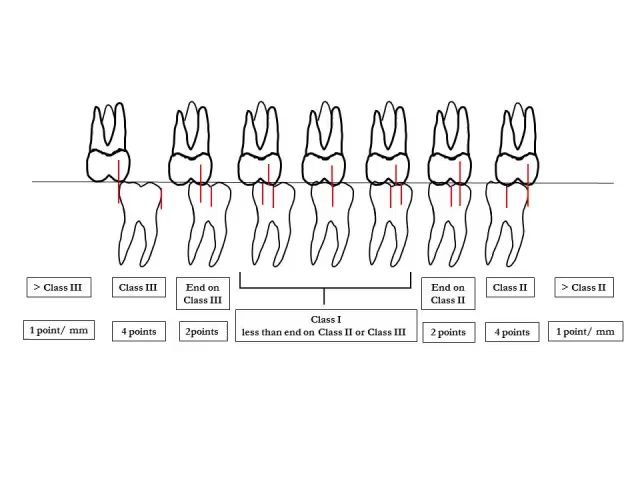 > Class III
Class III
End on
Class III
Class I
less than end on Class II or Class III
End on
Class II
Class II
> Class II
1 point/ mm
4 points
2points
2 points
4 points
1 point/ mm